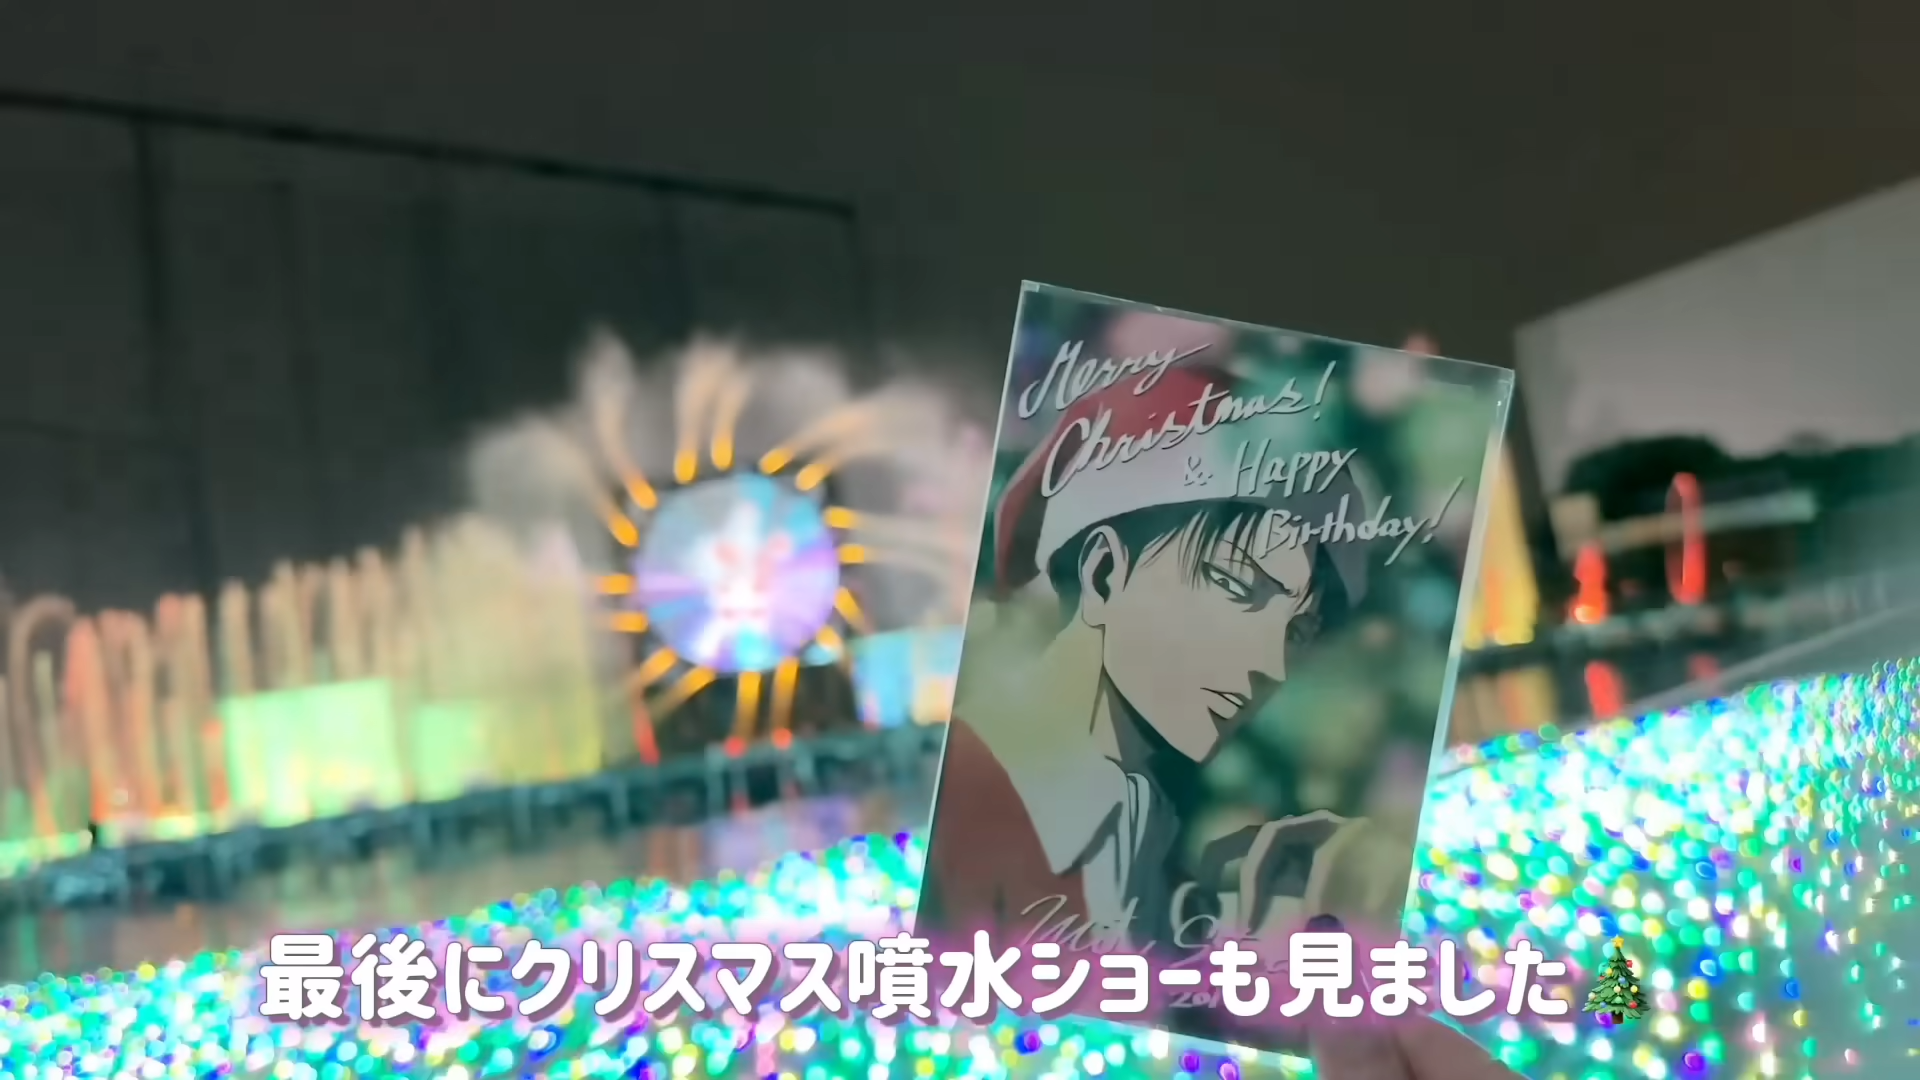 Merry
Christmas!
& Happy
Birthday!
最後にクリスマス噴水ショーも見ました🎄